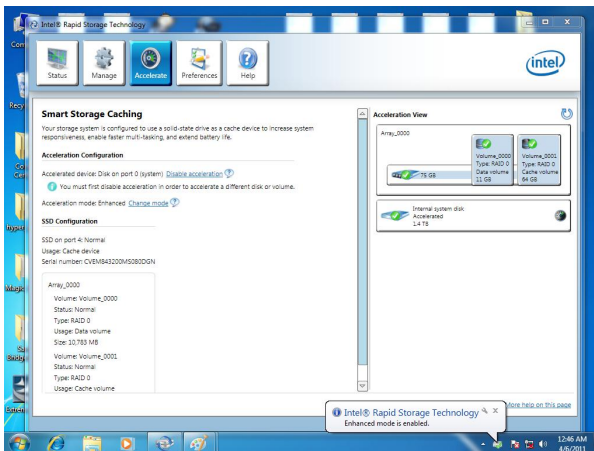 Intel® Rapid Storage Technology
Status
Manage
Accelerate
Preferences
Help
intel
Smart Storage Caching
Your storage system is configured to use a solid-state drive as a cache device to increase system
responsiveness, enable faster multi-tasking, and extend battery life.
Acceleration Configuration
Accelerated device: Disk on port 0 (system) Disable acceleration
You must first disable acceleration in order to accelerate a different disk or volume.
Acceleration mode: Enhanced Change mode
SSD Configuration
SSD on port 4: Normal
Usage: Cache device
Serial number: CVEM843200MS080DGN
Array_0000
Volume: Volume_0000
Status: Normal
Type: RAID 0
Usage: Data volume
Size: 10,783 MB
Volume: Volume_0001
Status: Normal
Type: RAID 0
Usage: Cache volume
Acceleration View
Array_0000
75 GB
Volume_0000
Type: RAID 0
Data volume
11 GB
Volume_0001
Type: RAID 0
Cache volume
64 GB
Internal system disk
Accelerated
1.4 TB
More help on this page
Intel® Rapid Storage Technology
Enhanced mode is enabled.
12:46 AM
4/6/2011